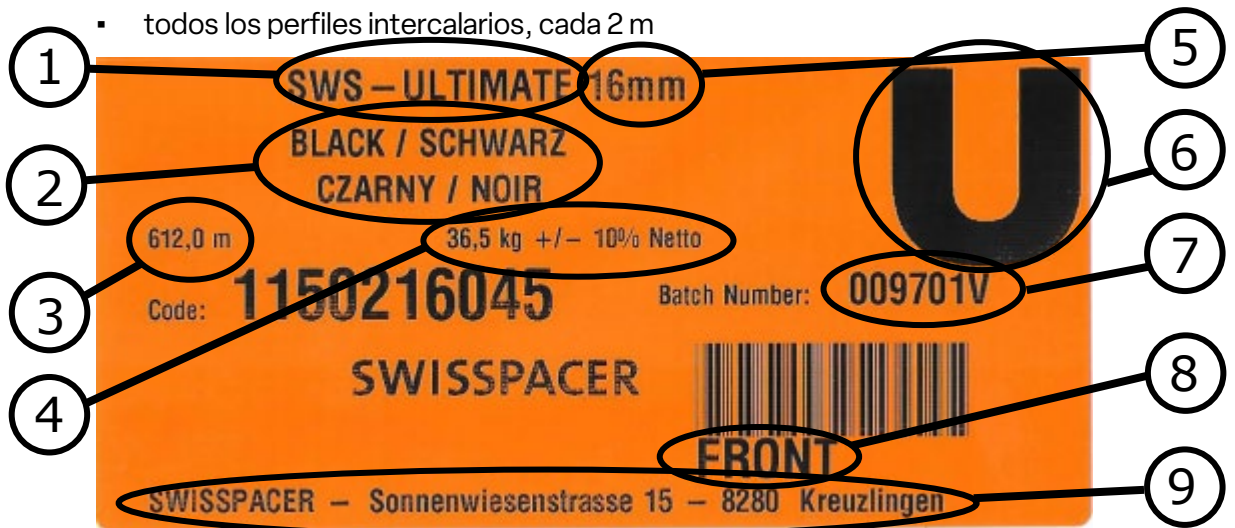 ▪ todos los perfiles intercalarios, cada 2 m
1 SWS – ULTIMATE 16mm 5
BLACK / SCHWARZ
CZARNY / NOIR
U 6
2
612,0 m 36,5 kg +/– 10% Netto
3 Code: 1150216045 Batch Number: 009701V 7
SWISSPACER
4
FRONT 8
SWISSPACER – Sonnenwiesenstrasse 15 – 8280 Kreuzlingen 9